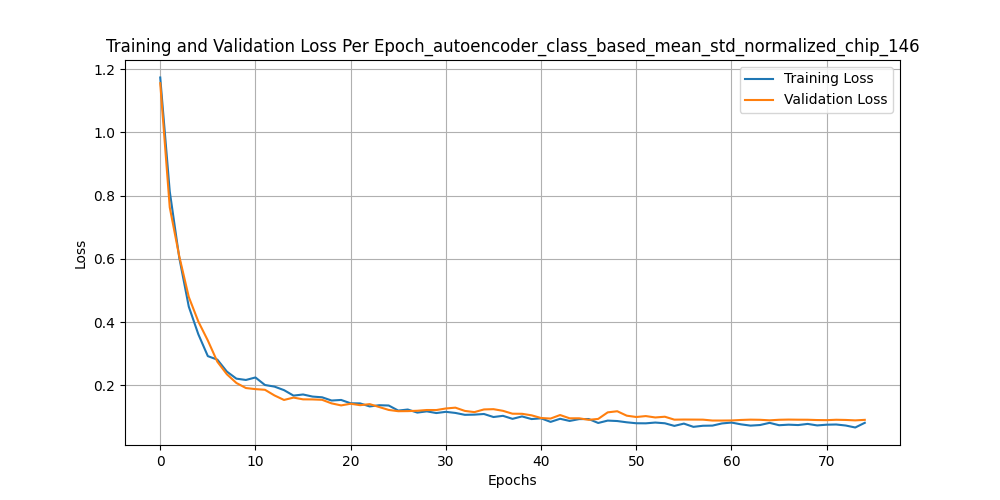 Training and Validation Loss Per Epoch_autoencoder_class_based_mean_std_normalized_chip_146
Training Loss
Validation Loss
1.2
1.0
0.8
0.6
0.4
0.2
Loss
0 10 20 30 40 50 60 70
Epochs